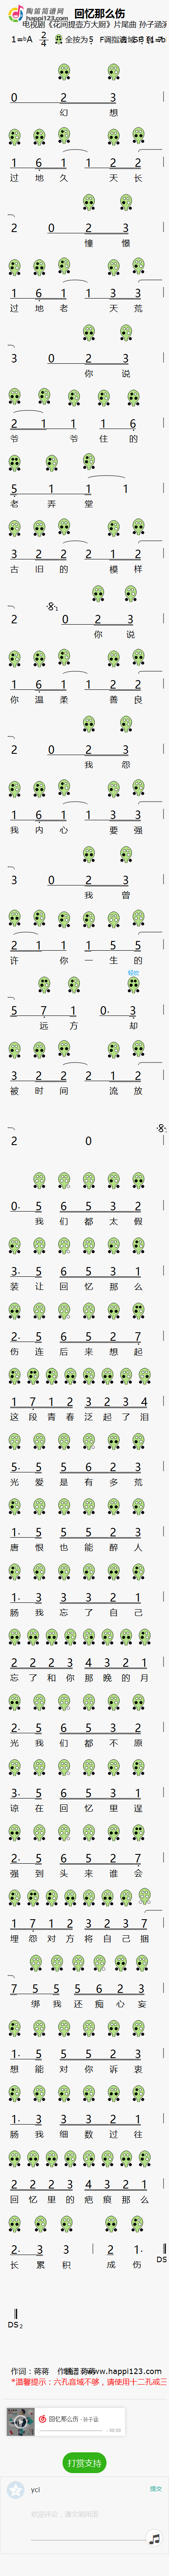 陶笛简谱网
happi123.com
回忆那么伤
电视剧《花间提壶方大厨》片尾曲 孙子涵演
1=ᵇA 2/4 全按为5
0 2 3
幻 想
1 6 1 1 2 2
过 地 久 天 长
2 0 2 3
憧 憬
1 6 1 1 3 3
过 地 老 天 荒
3 0 2 3
你 说
2 1 1 1 6
爷 爷 住 的
5 1 1 1
老 弄 堂
3 2 2 2 1 2
古 旧 的 模 样
2 0 2 3
你 说
1 6 1 1 2 2
你 温 柔 善 良
2 0 2 3
我 怨
1 6 1 1 3 3
我 内 心 要 强
3 0 2 3
我 曾
2 1 1 1 5 5
许 你 一 生 的
5 7 1 0· 3
远 方 却
3 2 2 2 1 2
被 时 间 流 放
2 0
0· 5 6 5 3 2
我 们 都 太 假
3· 5 6 5 3 1
装 让 回 忆 那 么
2· 5 6 5 2 7
伤 连 后 来 想 起
1 7 1 2 3 2 3 4
这 段 青 春 泛 起 了 泪
5· 5 5 6 2 3
光 爱 是 有 多 荒
1· 5 5 5 2 3
唐 恨 也 能 醉 人
1· 3 3 3 2 1
肠 我 忘 了 自 己
2 2 2 3 4 3 2 1
忘 了 和 你 那 晚 的 月
2· 5 6 5 3 2
光 我 们 都 不 原
3· 5 6 5 3 1
谅 在 回 忆 里 逞
2· 5 6 5 2 7
强 到 头 来 谁 会
1 7 1 2 3 2 3 7
埋 怨 对 方 将 自 己 捆
7 5 5 5 6 2 3
绑 我 还 痴 心 妄
1· 5 5 5 2 3
想 能 对 你 诉 衷
1· 3 3 3 2 1
肠 我 细 数 过 往
2 2 2 3 4 3 2 1
回 忆 里 的 疤 痕 那 么
2· 3 3 2 1·
长 累 积 成 伤
DS
DS2
作词：蒋蒋
www.happi123.com
*温馨提示：六孔音域不够，请使用十二孔或三
回忆那么伤 - 孙子涵
00:00
打赏支持
ycl
提交